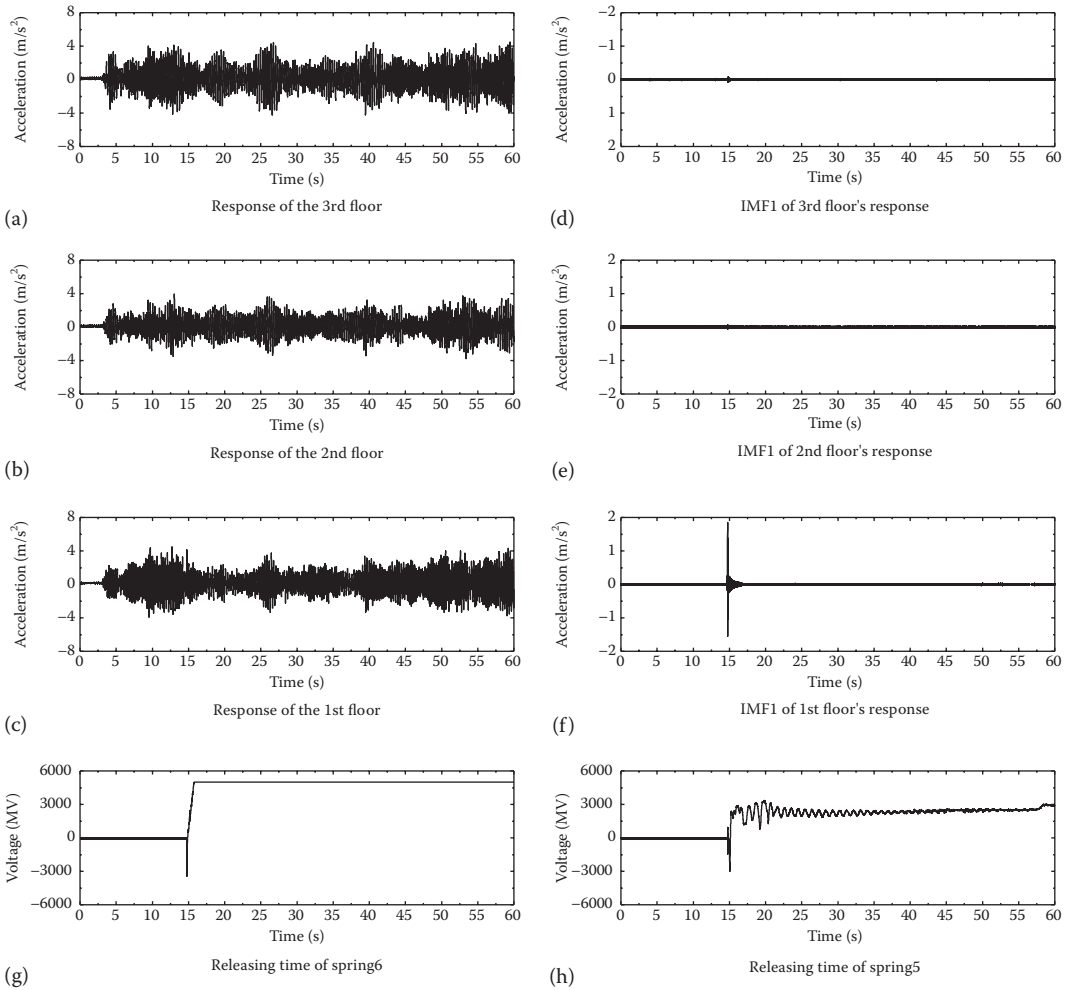 8
4
0
−4
−8
Acceleration (m/s²)
0 5 10 15 20 25 30 35 40 45 50 55 60
Time (s)
(a)
Response of the 3rd floor
−2
−1
0
1
2
Acceleration (m/s²)
0 5 10 15 20 25 30 35 40 45 50 55 60
Time (s)
(d)
IMF1 of 3rd floor's response
8
4
0
−4
−8
Acceleration (m/s²)
0 5 10 15 20 25 30 35 40 45 50 55 60
Time (s)
(b)
Response of the 2nd floor
2
1
0
−1
−2
Acceleration (m/s²)
0 5 10 15 20 25 30 35 40 45 50 55 60
Time (s)
(e)
IMF1 of 2nd floor's response
8
4
0
−4
−8
Acceleration (m/s²)
0 5 10 15 20 25 30 35 40 45 50 55 60
Time (s)
(c)
Response of the 1st floor
2
1
0
−1
−2
Acceleration (m/s²)
0 5 10 15 20 25 30 35 40 45 50 55 60
Time (s)
(f)
IMF1 of 1st floor's response
6000
3000
0
−3000
−6000
Voltage (MV)
0 5 10 15 20 25 30 35 40 45 50 55 60
Time (s)
(g)
Releasing time of spring6
6000
3000
0
−3000
−6000
Voltage (MV)
0 5 10 15 20 25 30 35 40 45 50 55 60
Time (s)
(h)
Releasing time of spring5